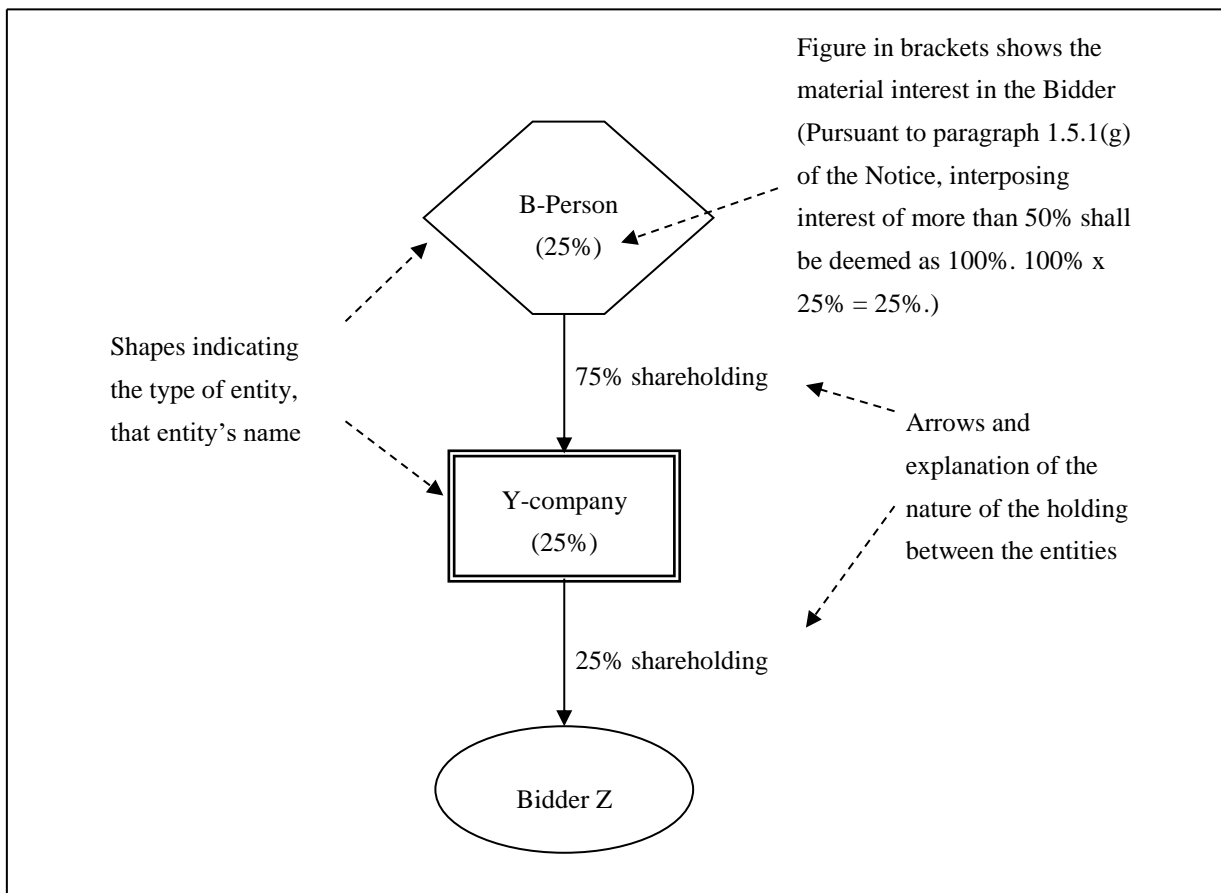 Figure in brackets shows the
material interest in the Bidder
(Pursuant to paragraph 1.5.1(g)
of the Notice, interposing
interest of more than 50% shall
be deemed as 100%. 100% x
25% = 25%.)
B-Person
(25%)
Shapes indicating
the type of entity,
that entity’s name
75% shareholding
Arrows and
explanation of the
nature of the holding
between the entities
Y-company
(25%)
25% shareholding
Bidder Z